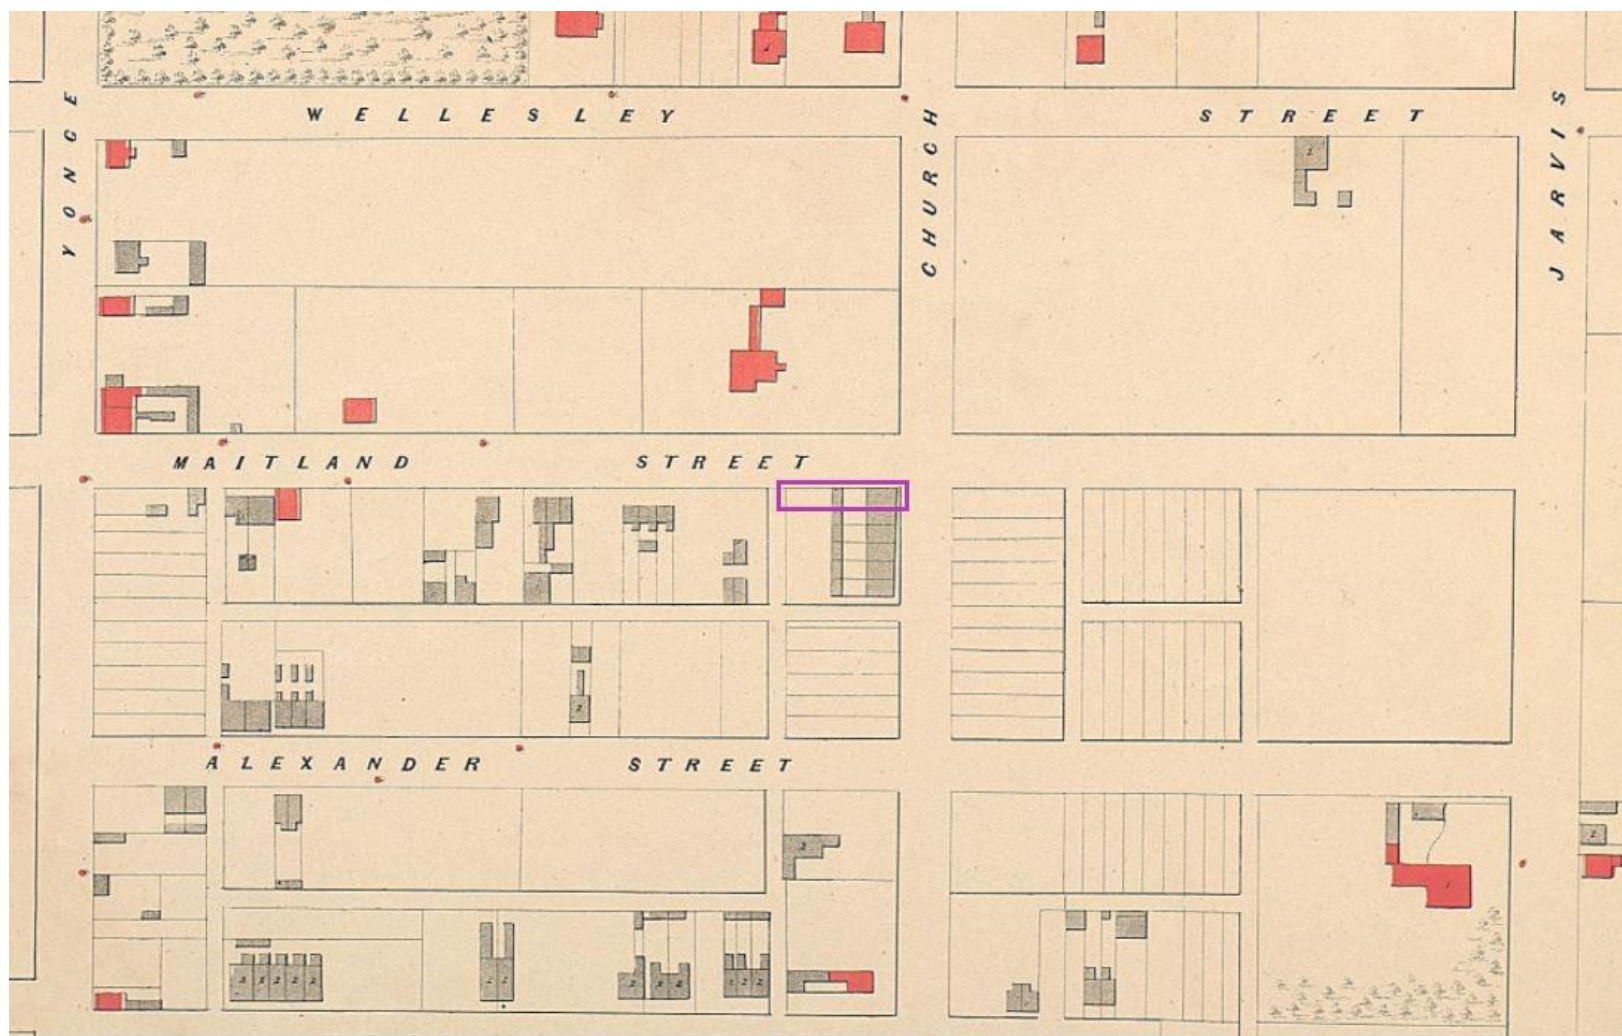 WELLESLEY STREET
YONGE
CHURCH
JARVIS
MAITLAND STREET
ALEXANDER STREET